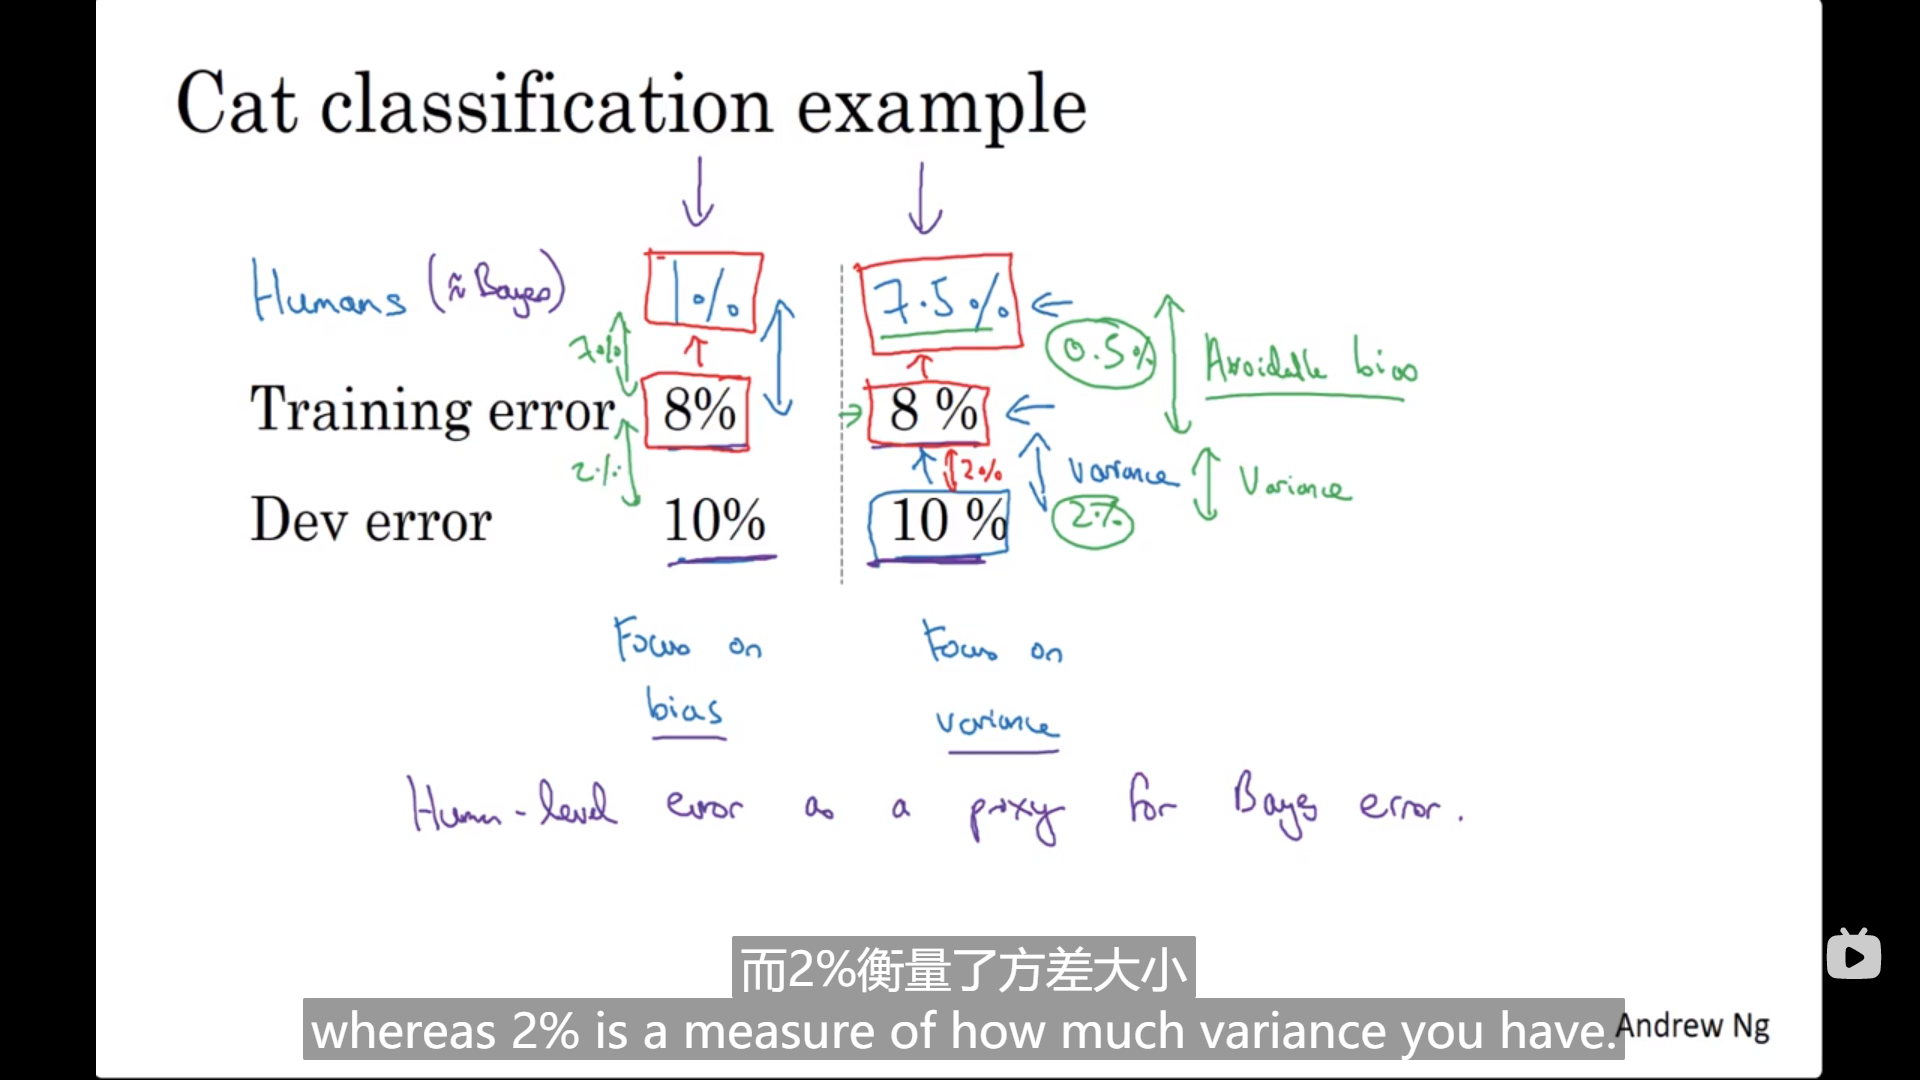 Cat classification example
Humans (≈ Bayes) 1% 7.5%
7% 0.5% Avoidable bias
Training error 8% 8 %
2% 2% variance Variance
Dev error 10% 10 % 2%
Focus on Focus on
bias variance
Human-level error as a proxy for Bayes error.
而2%衡量了方差大小
whereas 2% is a measure of how much variance you have.
Andrew Ng